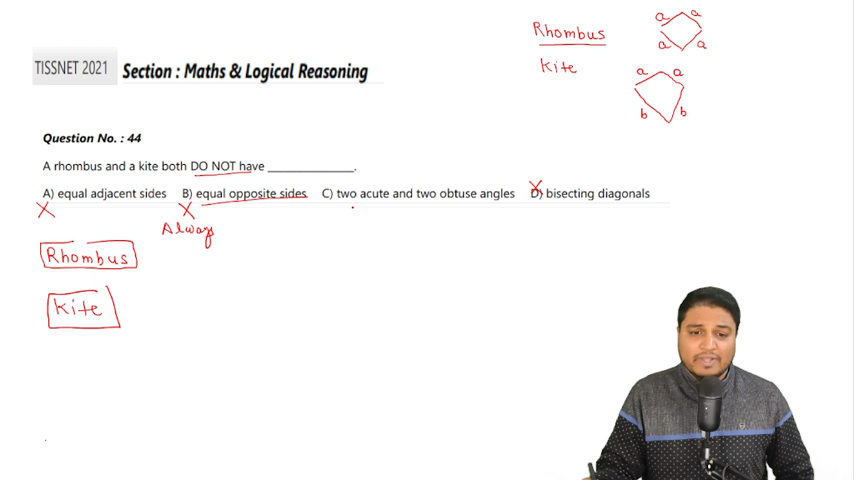 Rhombus
a a
a a
Kite
a a
b b
TISSNET 2021 Section : Maths & Logical Reasoning
Question No. : 44
A rhombus and a kite both DO NOT have ______________.
A) equal adjacent sides B) equal opposite sides C) two acute and two obtuse angles D) bisecting diagonals
Always
Rhombus
Kite